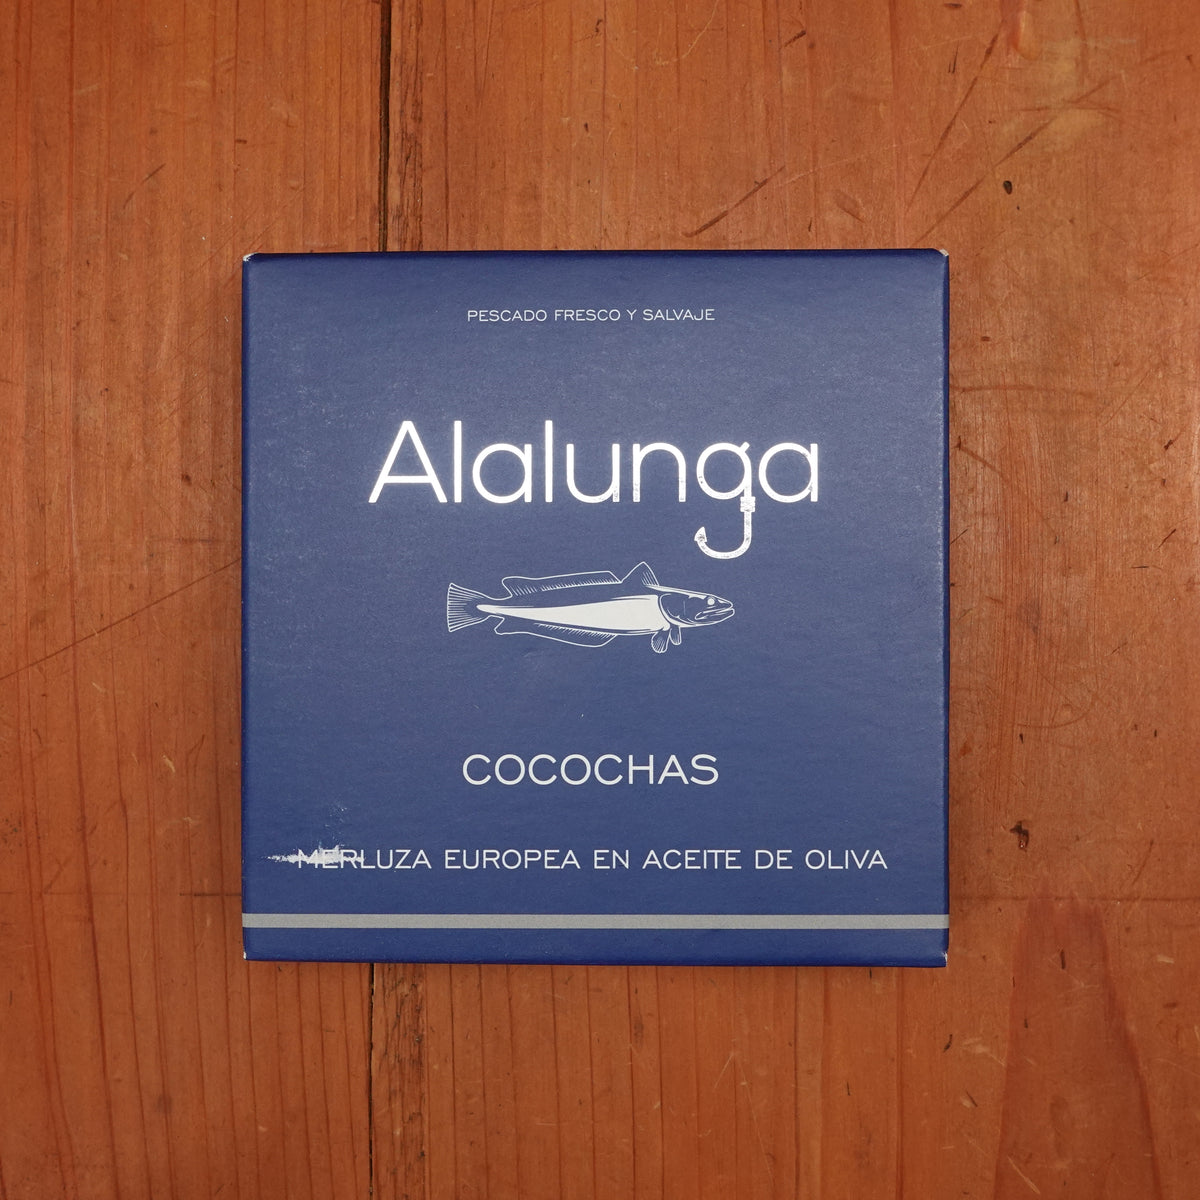 PESCADO FRESCO Y SALVAJE
Alalunga
COCOCHAS
MERLUZA EUROPEA EN ACEITE DE OLIVA